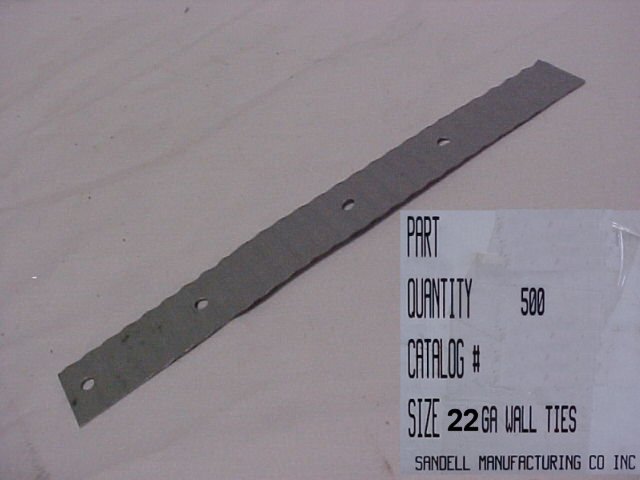 PART
QUANTITY 500
CATALOG #
SIZE 22 GA WALL TIES
SANDELL MANUFACTURING CO INC